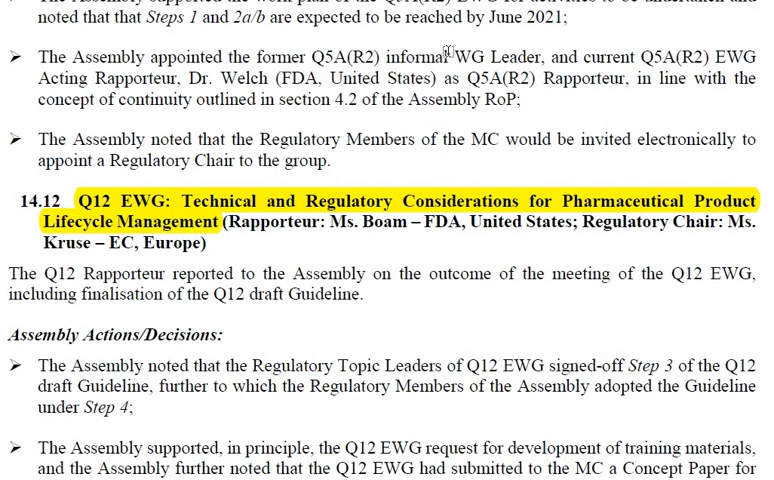 noted that that Steps 1 and 2a/b are expected to be reached by June 2021;
➢ The Assembly appointed the former Q5A(R2) informal WG Leader, and current Q5A(R2) EWG
Acting Rapporteur, Dr. Welch (FDA, United States) as Q5A(R2) Rapporteur, in line with the
concept of continuity outlined in section 4.2 of the Assembly RoP;
➢ The Assembly noted that the Regulatory Members of the MC would be invited electronically to
appoint a Regulatory Chair to the group.
14.12 Q12 EWG: Technical and Regulatory Considerations for Pharmaceutical Product
Lifecycle Management (Rapporteur: Ms. Boam – FDA, United States; Regulatory Chair: Ms.
Kruse – EC, Europe)
The Q12 Rapporteur reported to the Assembly on the outcome of the meeting of the Q12 EWG,
including finalisation of the Q12 draft Guideline.
Assembly Actions/Decisions:
➢ The Assembly noted that the Regulatory Topic Leaders of Q12 EWG signed-off Step 3 of the Q12
draft Guideline, further to which the Regulatory Members of the Assembly adopted the Guideline
under Step 4;
➢ The Assembly supported, in principle, the Q12 EWG request for development of training materials,
and the Assembly further noted that the Q12 EWG had submitted to the MC a Concept Paper for